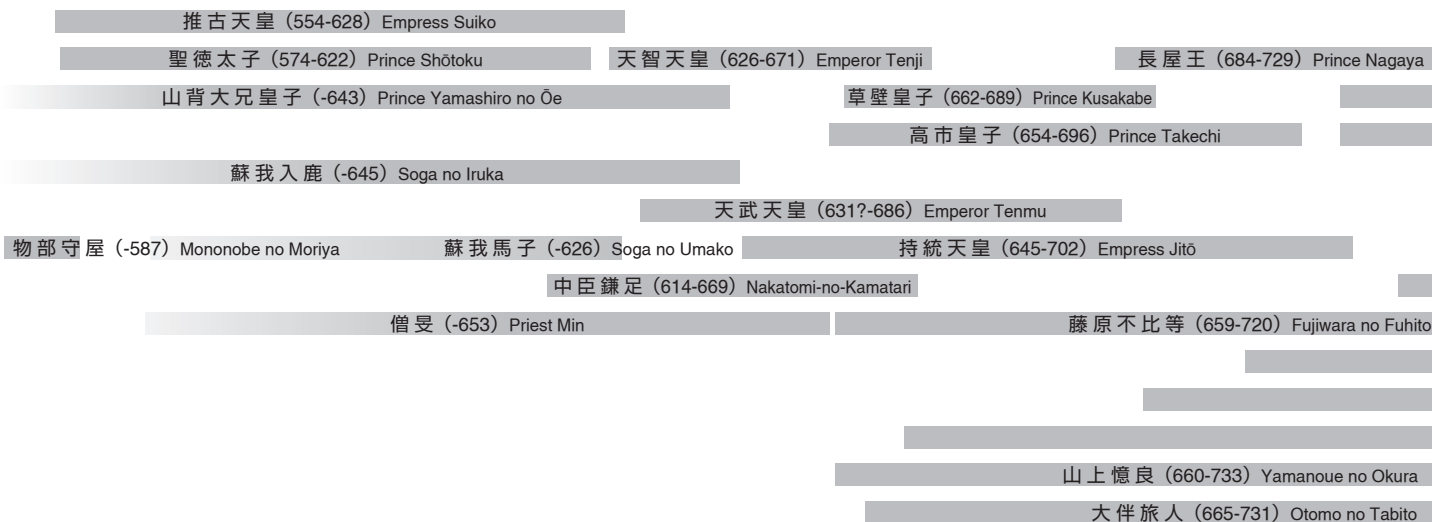 推古天皇（554-628）Empress Suiko
聖徳太子（574-622）Prince Shōtoku 天智天皇（626-671）Emperor Tenji 長屋王（684-729）Prince Nagaya
山背大兄皇子（-643）Prince Yamashiro no Ōe 草壁皇子（662-689）Prince Kusakabe
高市皇子（654-696）Prince Takechi
蘇我入鹿（-645）Soga no Iruka
天武天皇（631?-686）Emperor Tenmu
物部守屋（-587）Mononobe no Moriya 蘇我馬子（-626）Soga no Umako 持統天皇（645-702）Empress Jitō
中臣鎌足（614-669）Nakatomi-no-Kamatari
僧旻（-653）Priest Min 藤原不比等（659-720）Fujiwara no Fuhito
山上憶良（660-733）Yamanoue no Okura
大伴旅人（665-731）Otomo no Tabito